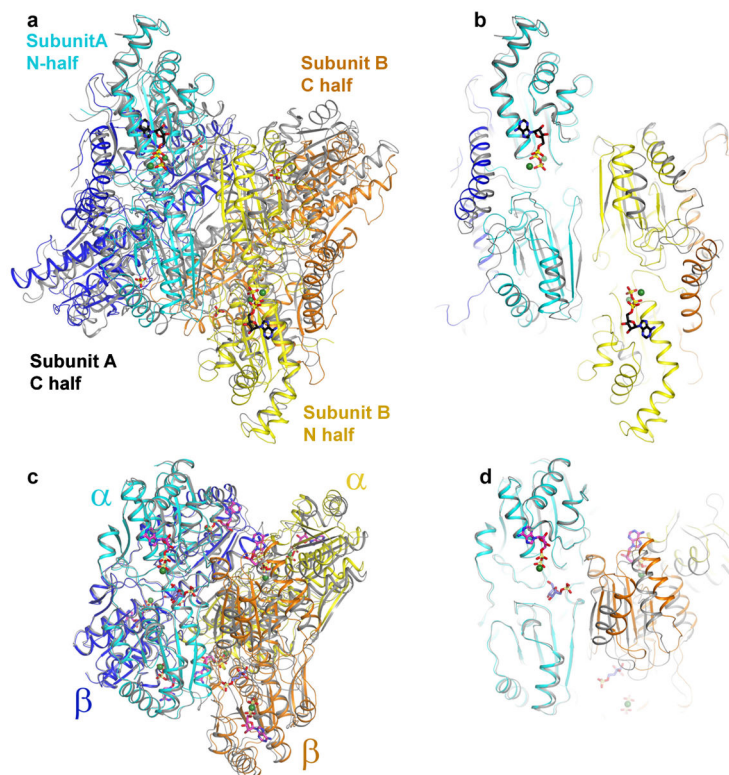 a
SubunitA
N-half
Subunit B
C half
Subunit A
C half
Subunit B
N half
b
c
α
α
β
β
d